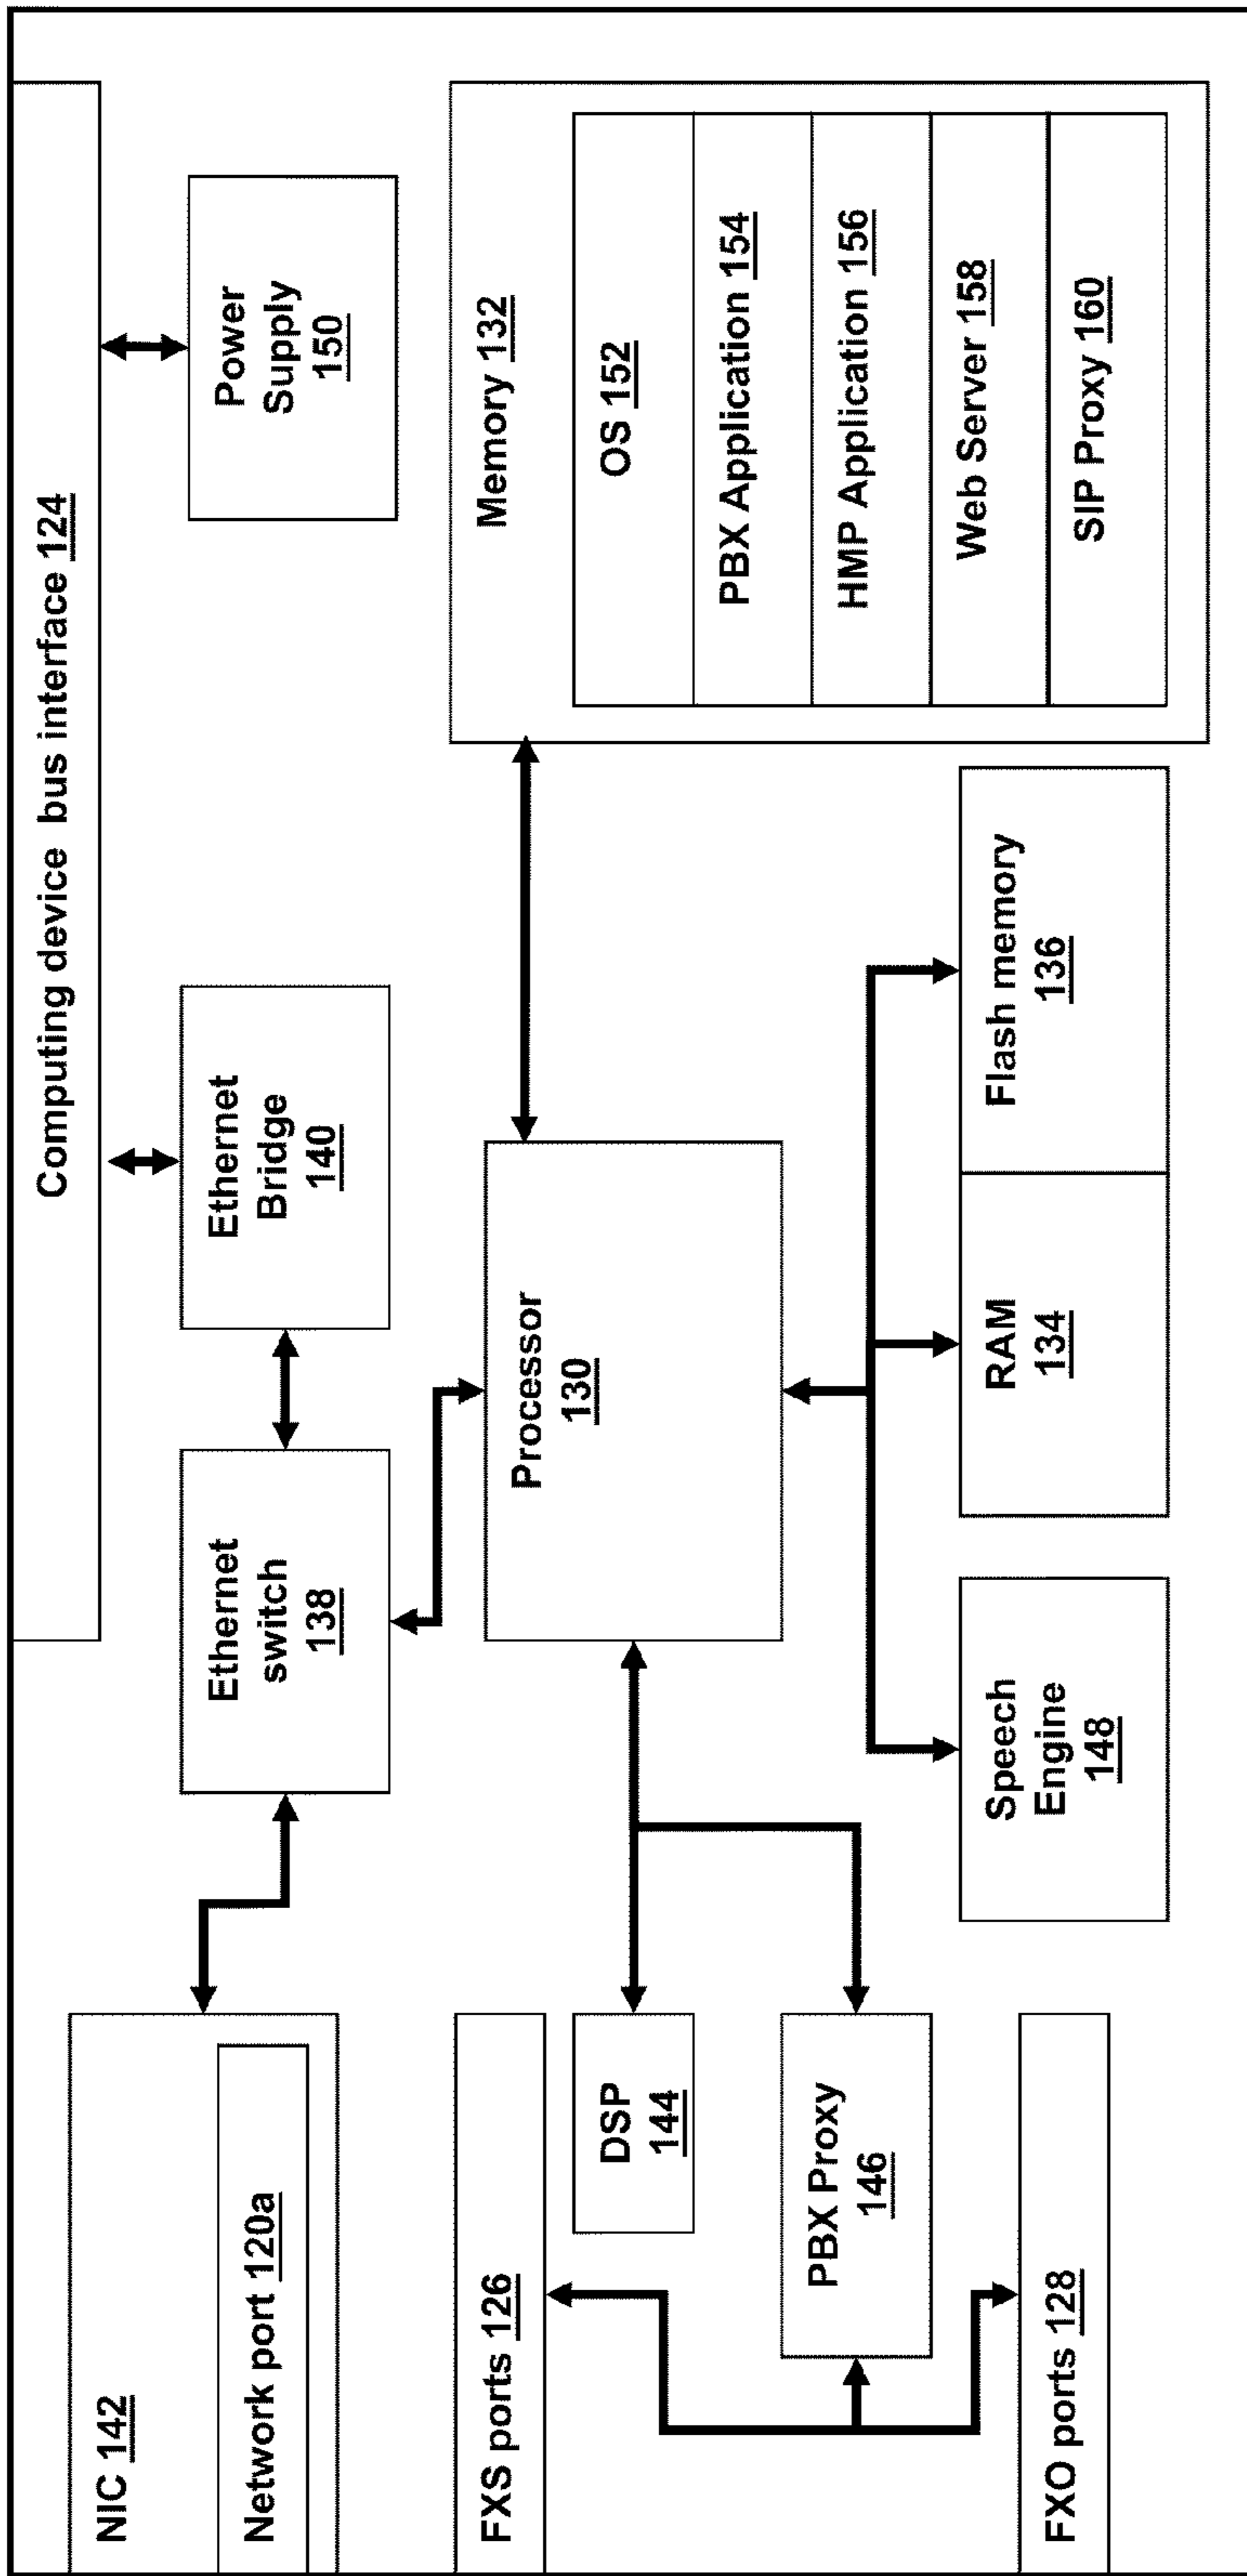 Computing device bus interface 124
NIC 142
Network port 120a
Ethernet
switch
138
Ethernet
Bridge
140
Power
Supply
150
FXS ports 126
DSP
144
PBX Proxy
146
FXO ports 128
Processor
130
Speech
Engine
148
RAM
134
Flash memory
136
Memory 132
OS 152
PBX Application 154
HMP Application 156
Web Server 158
SIP Proxy 160